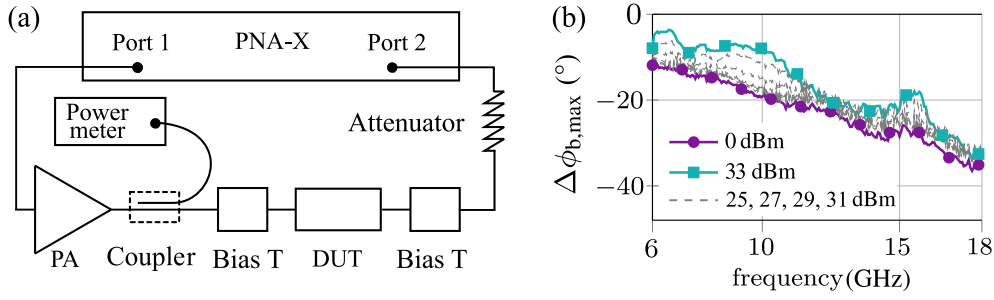 (a)
Port 1 PNA-X Port 2
Power
meter
Attenuator
PA Coupler Bias T DUT Bias T
(b)
Δϕb,max (°)
0
−20
−40
0 dBm
33 dBm
25, 27, 29, 31 dBm
6 10 15 18
frequency (GHz)